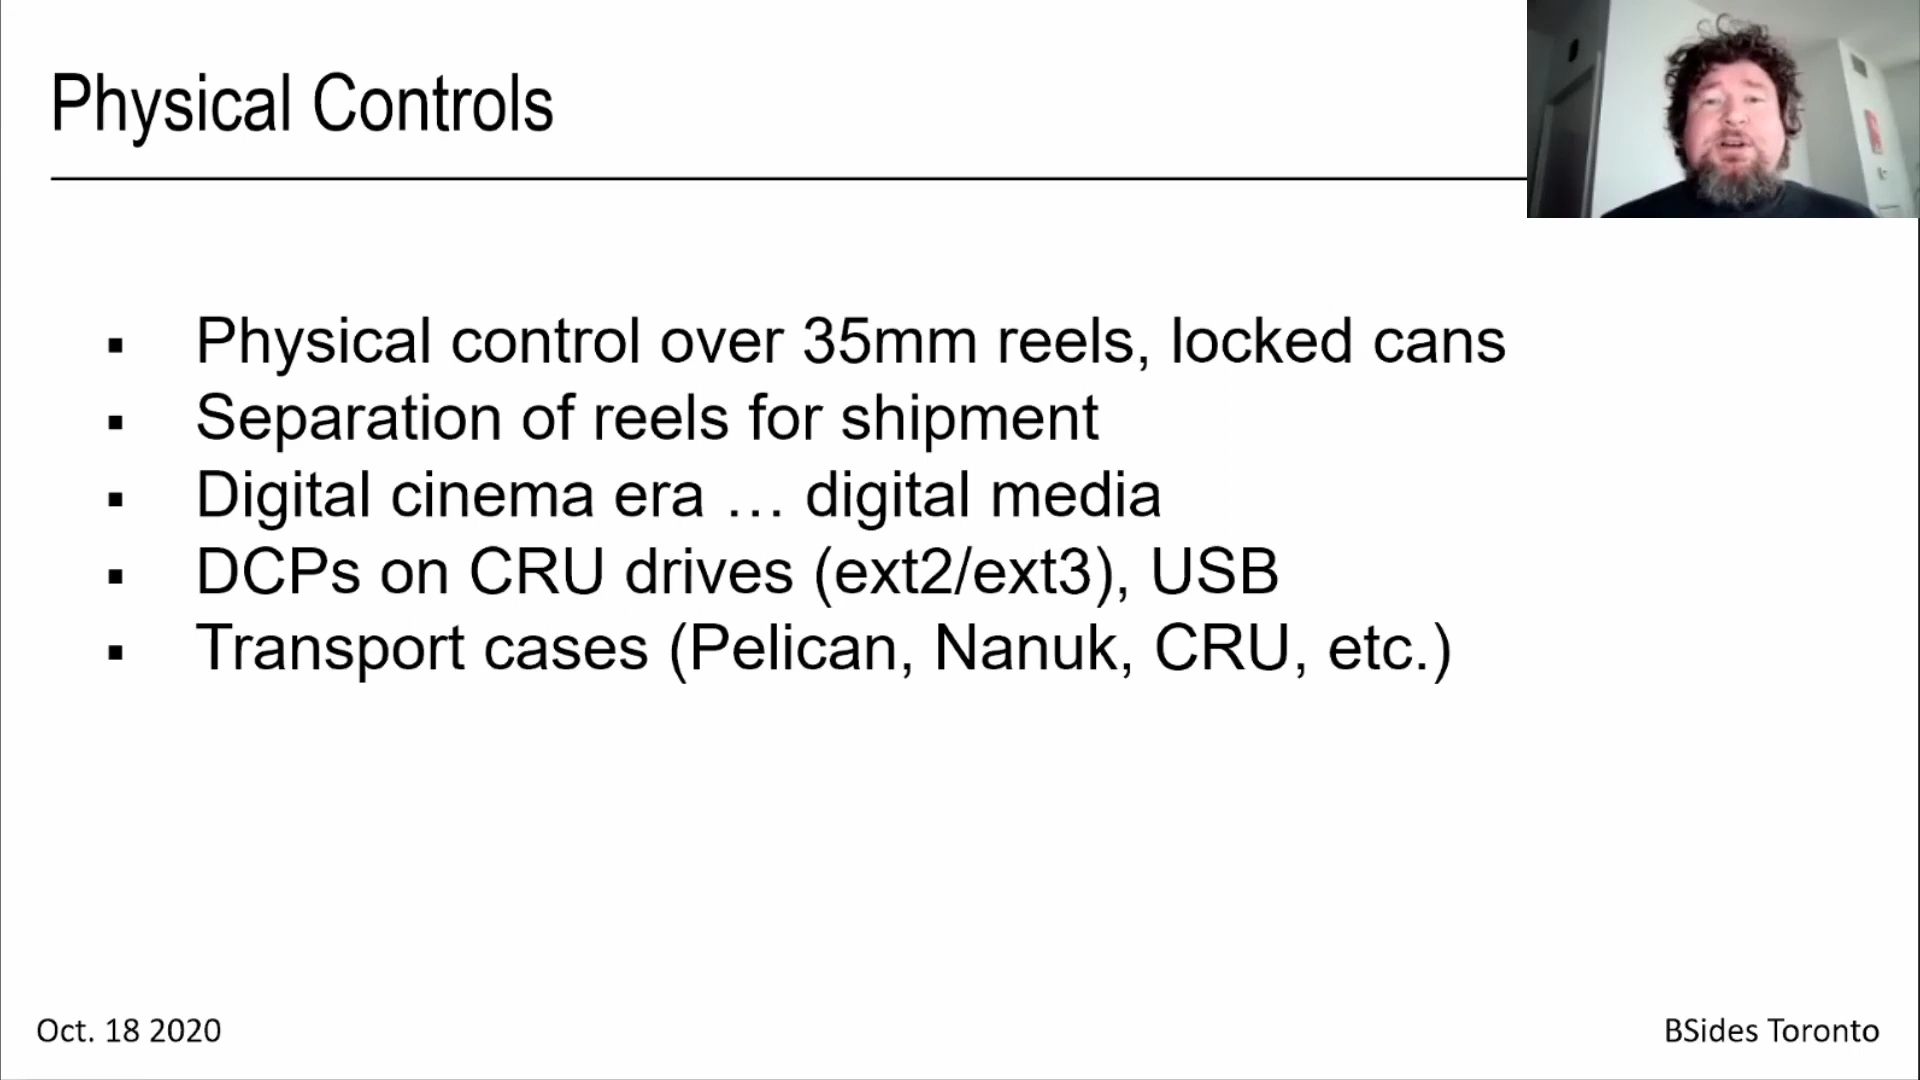 Physical Controls
▪ Physical control over 35mm reels, locked cans
▪ Separation of reels for shipment
▪ Digital cinema era … digital media
▪ DCPs on CRU drives (ext2/ext3), USB
▪ Transport cases (Pelican, Nanuk, CRU, etc.)
Oct. 18 2020
BSides Toronto